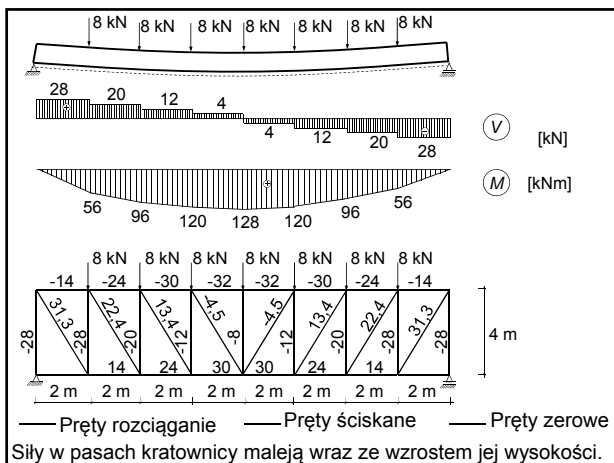 8 kN 8 kN 8 kN 8 kN 8 kN 8 kN 8 kN
28 20 12 4
4 12 20 28
V [kN]
M [kNm]
56 96 120 128 120 96 56
8 kN 8 kN 8 kN 8 kN 8 kN 8 kN 8 kN
-14 -24 -30 -32 -32 -30 -24 -14
-28 31,3 -28 22,4 -20 13,4 -12 -4,5 -8 -4,5 -12 13,4 -20 22,4 31,3 -28
4 m
14 24 30 30 24 14
2 m 2 m 2 m 2 m 2 m 2 m 2 m 2 m
Pręty rozciąganie Pręty ściskane Pręty zerowe
Siły w pasach kratownicy maleją wraz ze wzrostem jej wysokości.